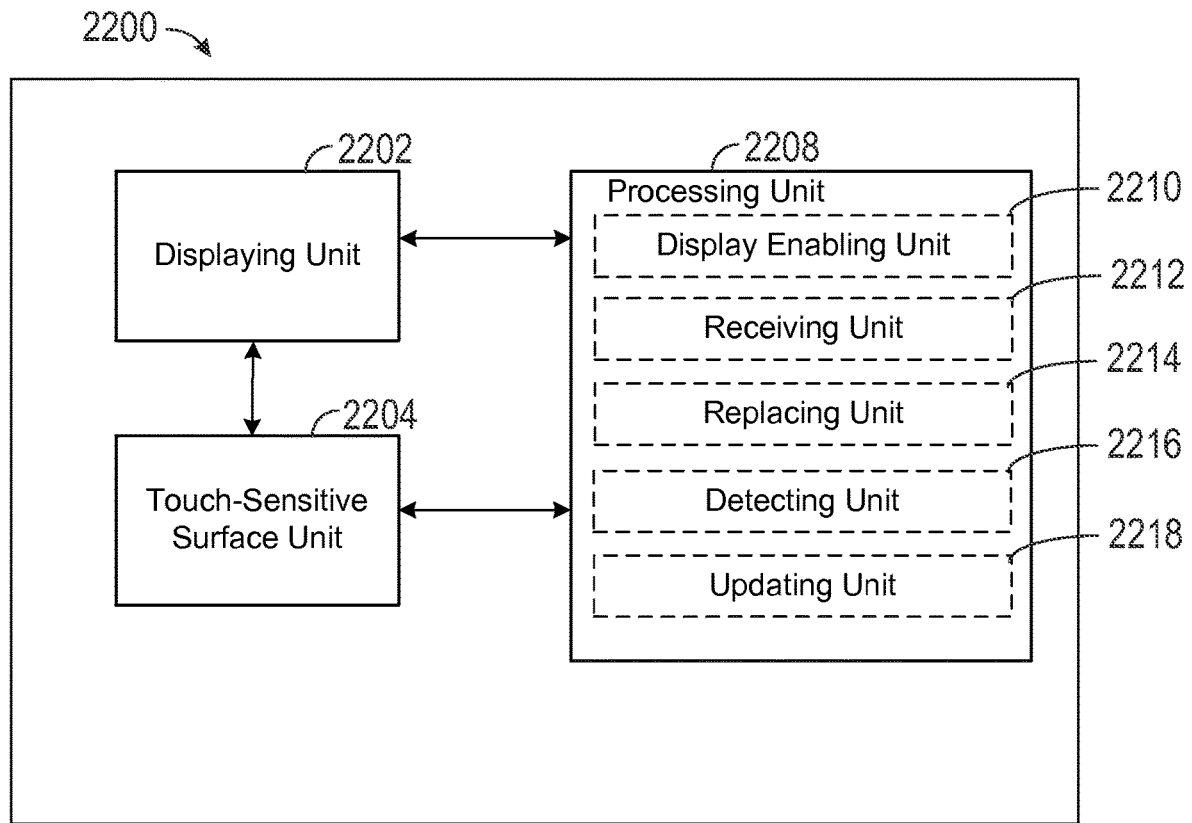 2200
2202
Displaying Unit
2204
Touch-Sensitive
Surface Unit
2208
Processing Unit
2210
Display Enabling Unit
2212
Receiving Unit
2214
Replacing Unit
2216
Detecting Unit
2218
Updating Unit